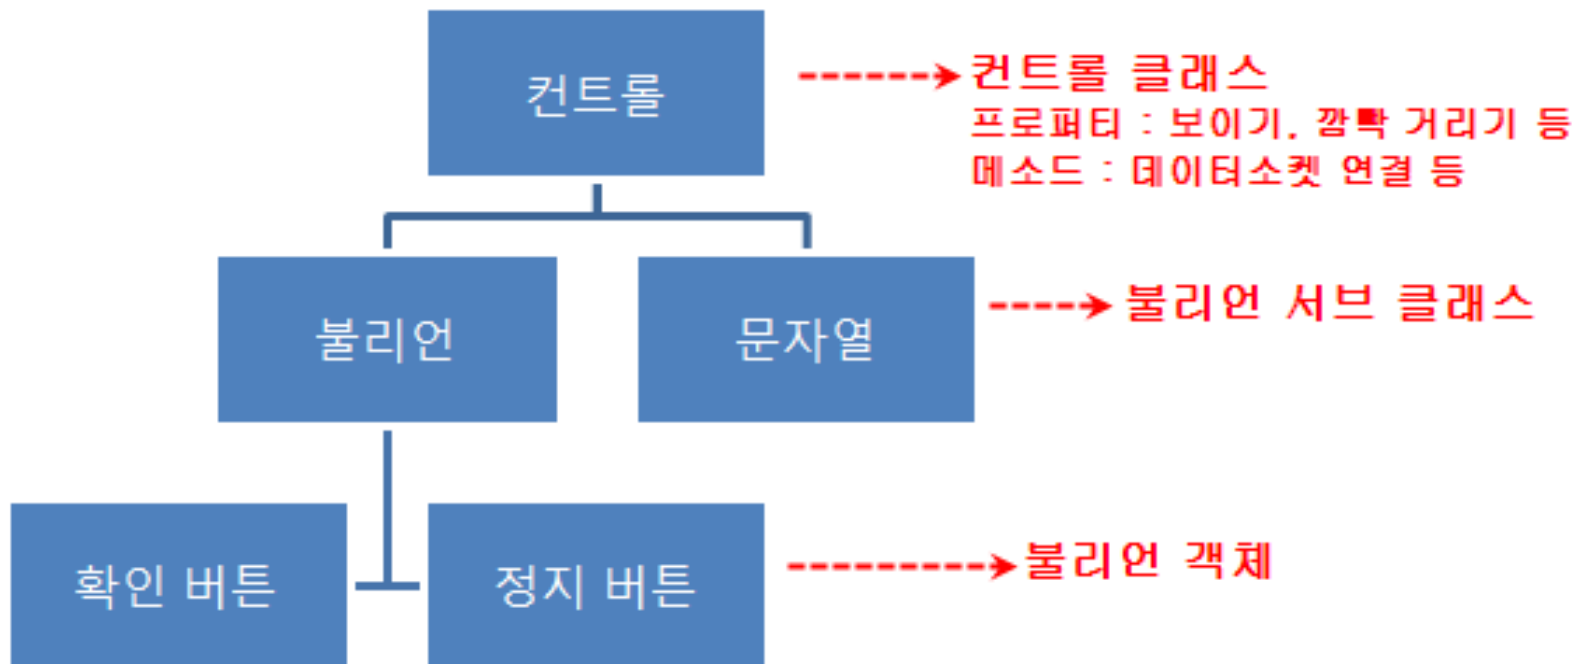 컨트롤
컨트롤 클래스
프로퍼티 : 보이기, 깜빡 거리기 등
메소드 : 데이터소켓 연결 등
불리언
문자열
불리언 서브 클래스
확인 버튼
정지 버튼
불리언 객체